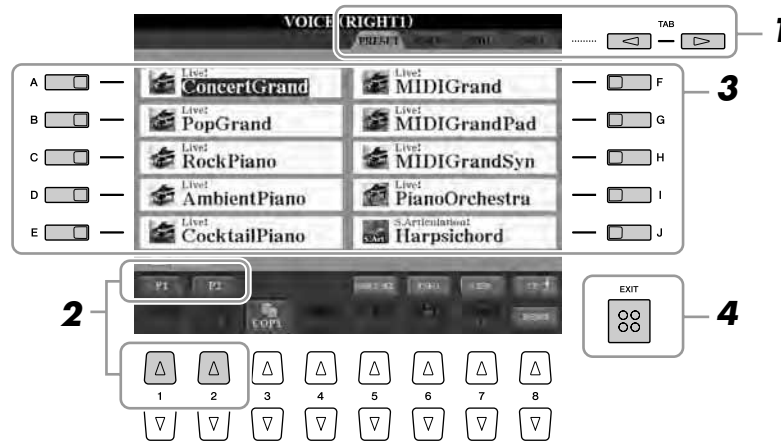 VOICE(RIGHT1)
TAB
1
PRESET
A
Live!
ConcertGrand
Live!
MIDIGrand
F
3
B
Live!
PopGrand
Live!
MIDIGrandPad
G
C
Live!
RockPiano
Live!
MIDIGrandSyn
H
D
Live!
AmbientPiano
Live!
PianoOrchestra
I
E
Live!
CocktailPiano
S.Art
S.Articulation!
Harpsichord
J
2
P1 P2
COPY
EXIT
4
1 2 3 4 5 6 7 8